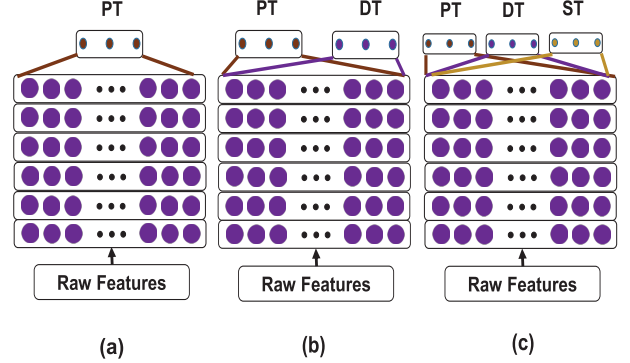 PT
PT DT
PT DT ST
Raw Features
Raw Features
Raw Features
(a)
(b)
(c)